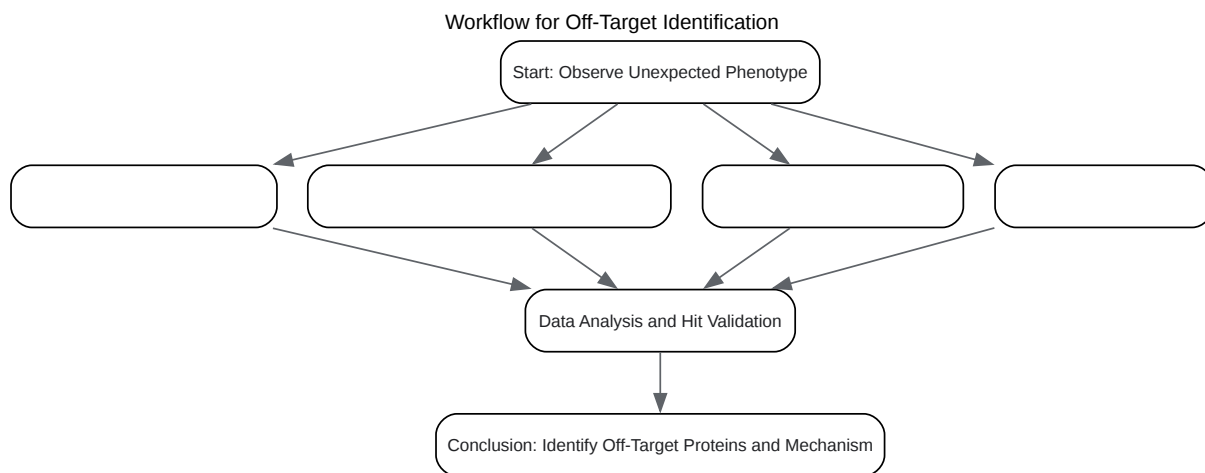 Workflow for Off-Target Identification
Start: Observe Unexpected Phenotype
Data Analysis and Hit Validation
Conclusion: Identify Off-Target Proteins and Mechanism